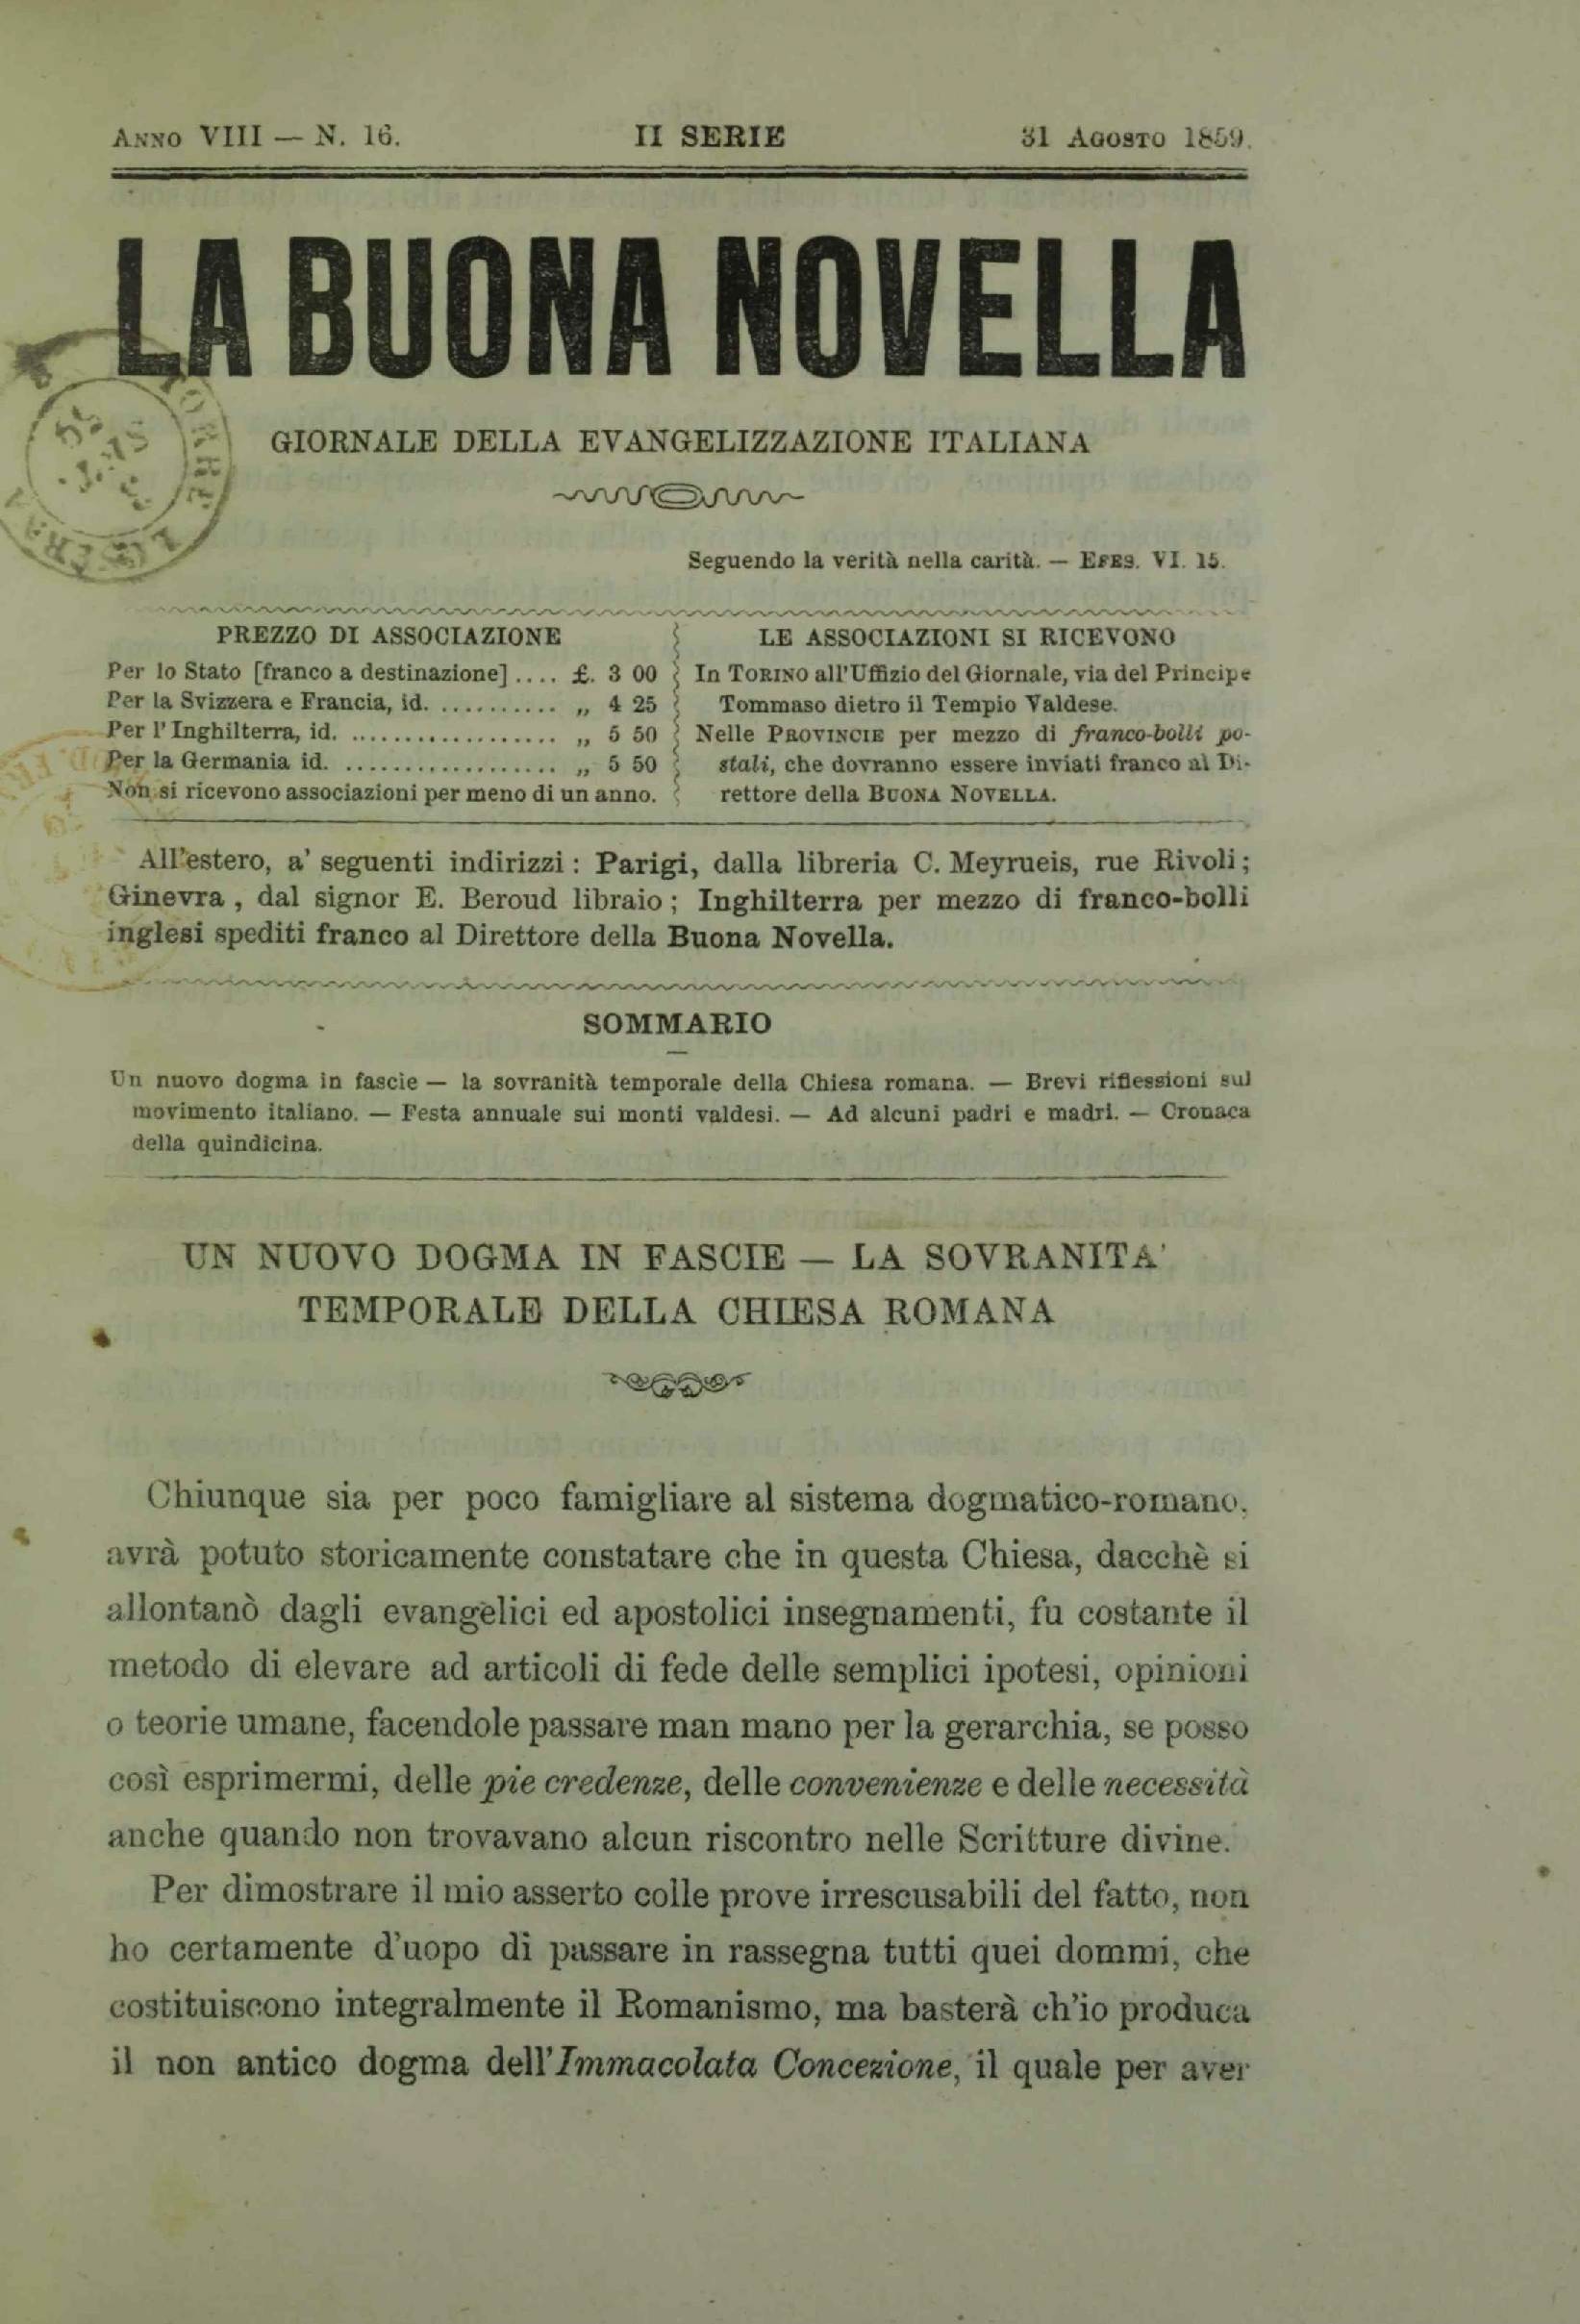 ANNO VIII — N. 16.
II SERIE
31 AGOSTO 1859.
LA BUONA NOVELLA
GIORNALE DELLA EVANGELIZZAZIONE ITALIANA
TORRE LUSERNA
59
Seguendo la verità nella carità. — EFES. VI. 15.
PREZZO DI ASSOCIAZIONE
Per lo Stato [franco a destinazione] .... £. 3 00
Per la Svizzera e Francia, id. .......... „ 4 25
Per l'Inghilterra, id. .................. „ 5 50
Per la Germania id. .................. „ 5 50
Non si ricevono associazioni per meno di un anno.
LE ASSOCIAZIONI SI RICEVONO
In TORINO all'Uffizio del Giornale, via del Principe
Tommaso dietro il Tempio Valdese.
Nelle PROVINCIE per mezzo di franco-bolli po-
stali, che dovranno essere inviati franco al Di-
rettore della BUONA NOVELLA.
All'estero, a' seguenti indirizzi: Parigi, dalla libreria C. Meyrueis, rue Rivoli;
Ginevra, dal signor E. Beroud libraio; Inghilterra per mezzo di franco-bolli
inglesi spediti franco al Direttore della Buona Novella.
SOMMARIO
Un nuovo dogma in fascie — la sovranità temporale della Chiesa romana. — Brevi riflessioni sul
movimento italiano. — Festa annuale sui monti valdesi. — Ad alcuni padri e madri. — Cronaca
della quindicina.
UN NUOVO DOGMA IN FASCIE — LA SOVRANITA'
TEMPORALE DELLA CHIESA ROMANA
Chiunque sia per poco famigliare al sistema dogmatico-romano,
avrà potuto storicamente constatare che in questa Chiesa, dacchè si
allontanò dagli evangelici ed apostolici insegnamenti, fu costante il
metodo di elevare ad articoli di fede delle semplici ipotesi, opinioni
o teorie umane, facendole passare man mano per la gerarchia, se posso
così esprimermi, delle pie credenze, delle convenienze e delle necessità
anche quando non trovavano alcun riscontro nelle Scritture divine.
Per dimostrare il mio asserto colle prove irrescusabili del fatto, non
ho certamente d'uopo di passare in rassegna tutti quei dommi, che
costituiscono integralmente il Romanismo, ma basterà ch'io produca
il non antico dogma dell'Immacolata Concezione, il quale per aver